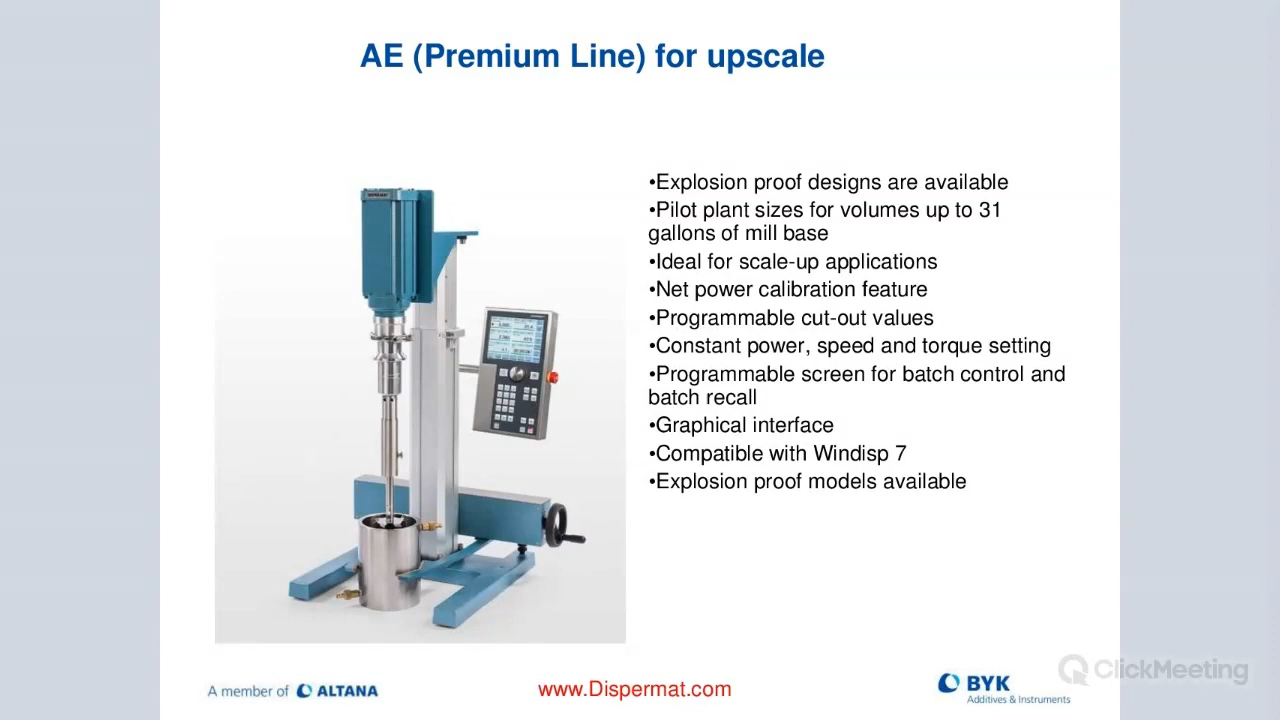 AE (Premium Line) for upscale
•Explosion proof designs are available
•Pilot plant sizes for volumes up to 31
gallons of mill base
•Ideal for scale-up applications
•Net power calibration feature
•Programmable cut-out values
•Constant power, speed and torque setting
•Programmable screen for batch control and
batch recall
•Graphical interface
•Compatible with Windisp 7
•Explosion proof models available
A member of ALTANA
www.Dispermat.com
BYK
Additives & Instruments
ClickMeeting